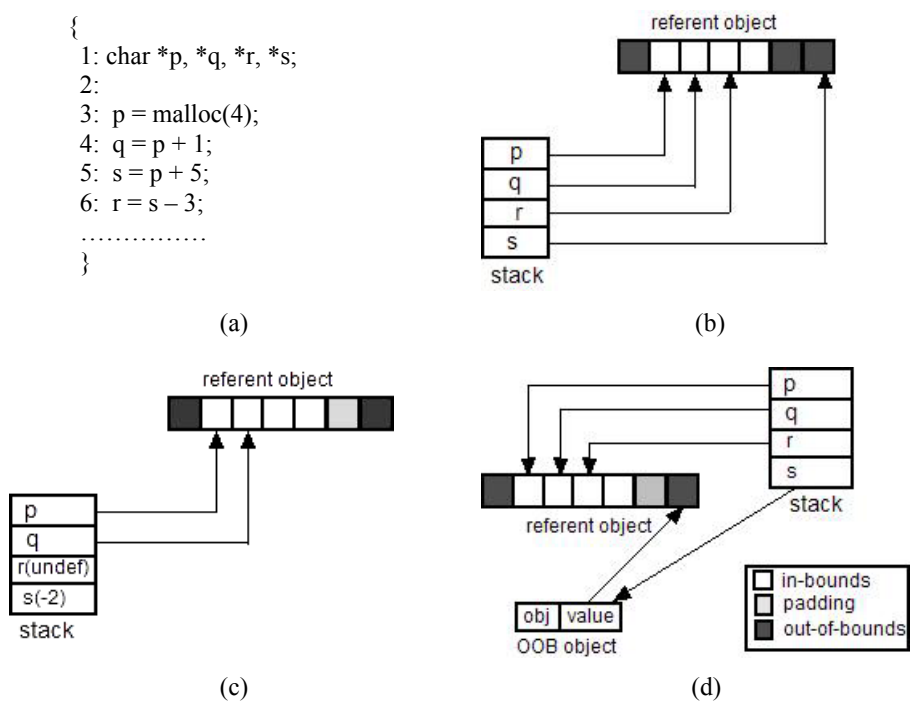 {
1: char *p, *q, *r, *s;
2:
3: p = malloc(4);
4: q = p + 1;
5: s = p + 5;
6: r = s – 3;
……………
}
(a)
referent object
p
q
r
s
stack
(b)
referent object
p
q
r(undef)
s(-2)
stack
(c)
p
q
r
s
stack
referent object
obj value
OOB object
in-bounds
padding
out-of-bounds
(d)